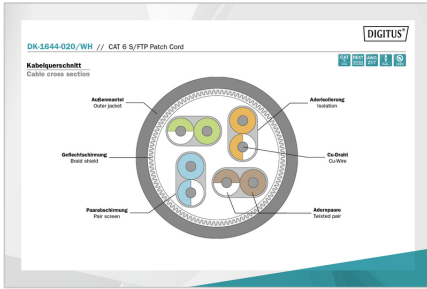 DIGITUS®
DK-1644-020/WH // CAT 6 S/FTP Patch Cord
Kabelquerschnitt
Cable cross section
Außenmantel
Outer jacket
Aderisolierung
Isolation
Geflechtschirmung
Braid shield
Cu-Draht
Cu-Wire
Paarabschirmung
Pair screen
Aderpaare
Twisted pair